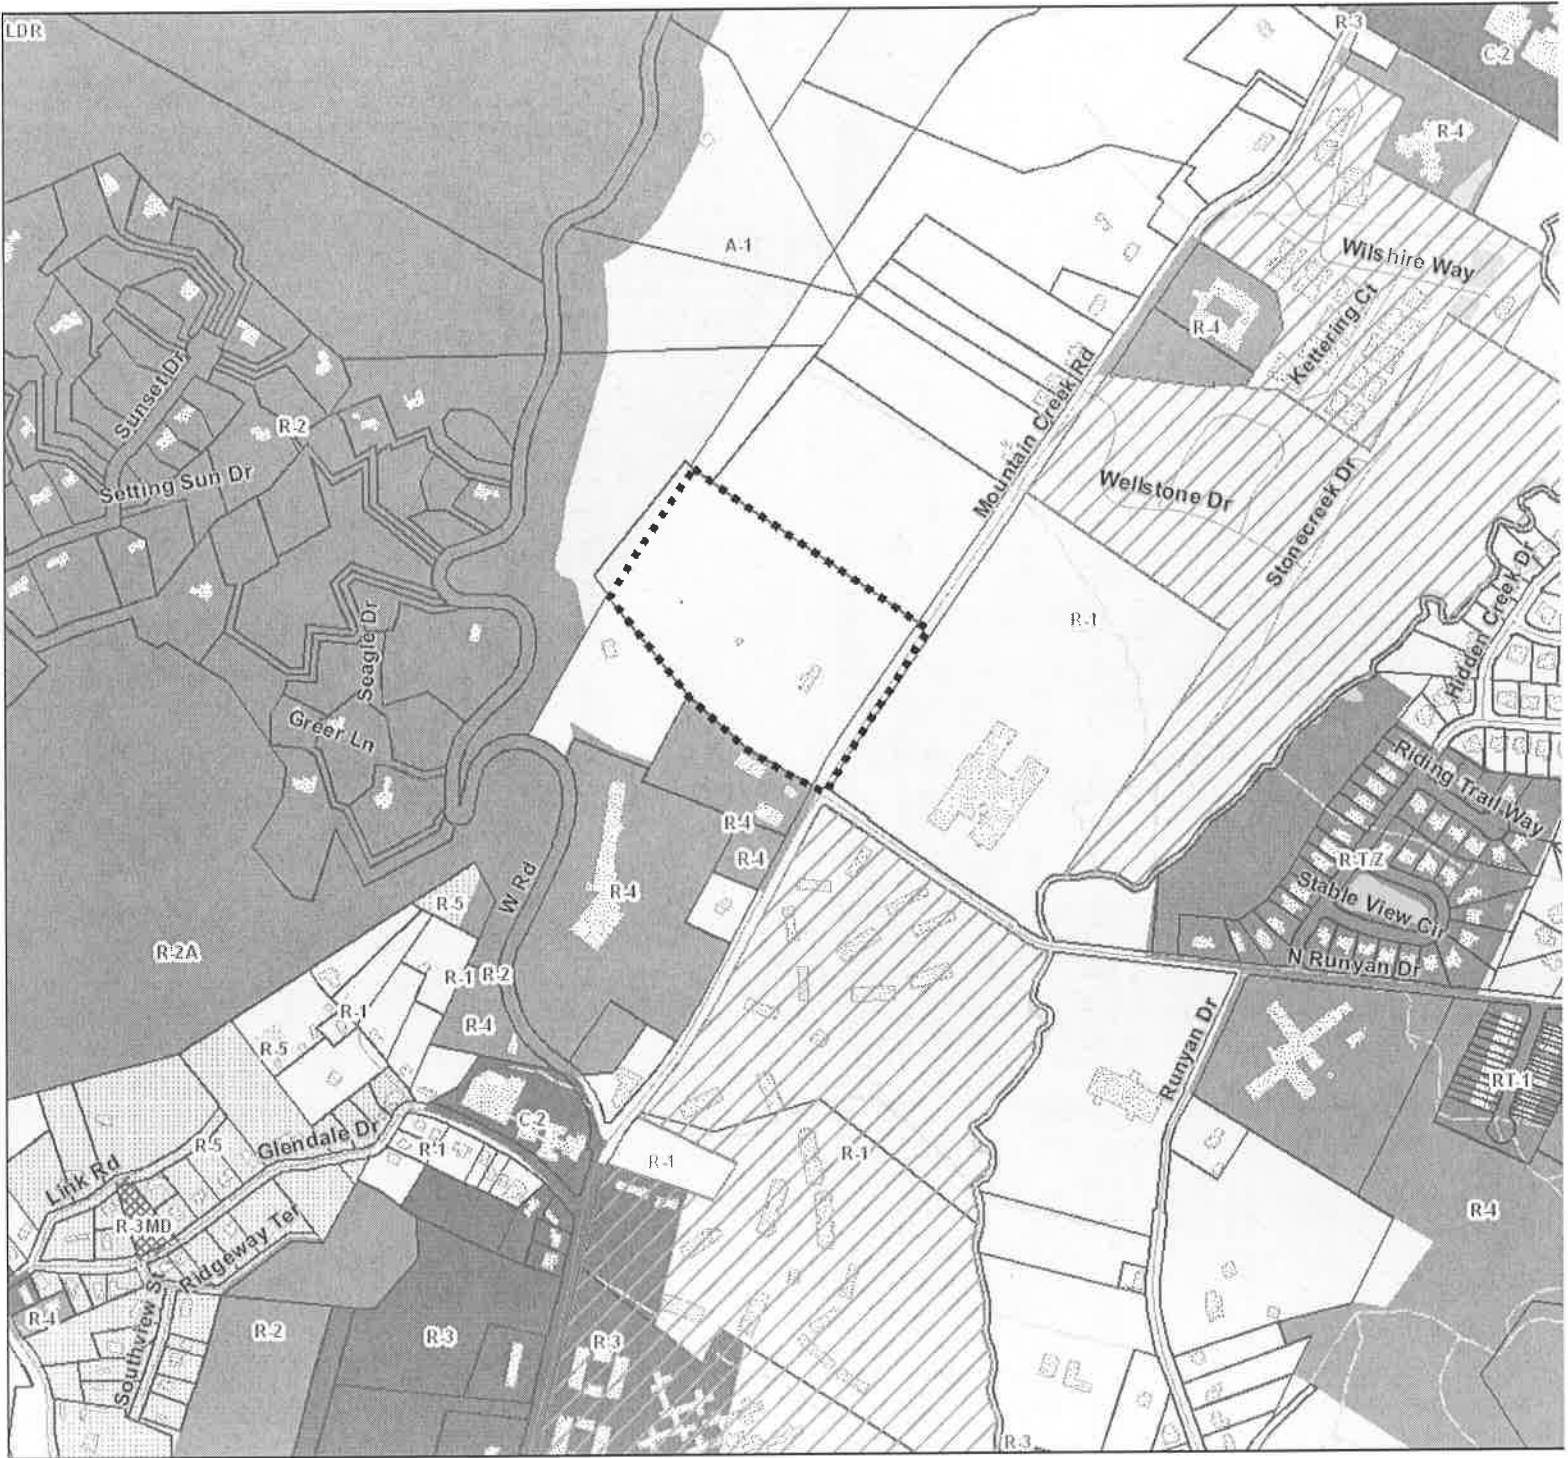 LDR
R-3
C-2
R-4
A-1
Wilshire Way
R-4
Kettering Ct
Mountain Creek Rd
Sunset Dr
R-2
Setting Sun Dr
Wellstone Dr
Stonecreek Dr
Hidden Creek Dr
R-1
Seagle Dr
Greer Ln
Riding Trail Way
R-4
R-4
R-T/Z
Stable View Cir
W Rd
R-4
R-5
R-2A
R-1
R-2
N Runyan Dr
R-1
R-4
R-5
Runyan Dr
RT-1
C-2
Glendale Dr
R-5
R-1
R-1
R-1
Link Rd
R-3MD
Ridgeway Ter
R-4
R-4
Southview St
R-2
R-3
R-3
R-3